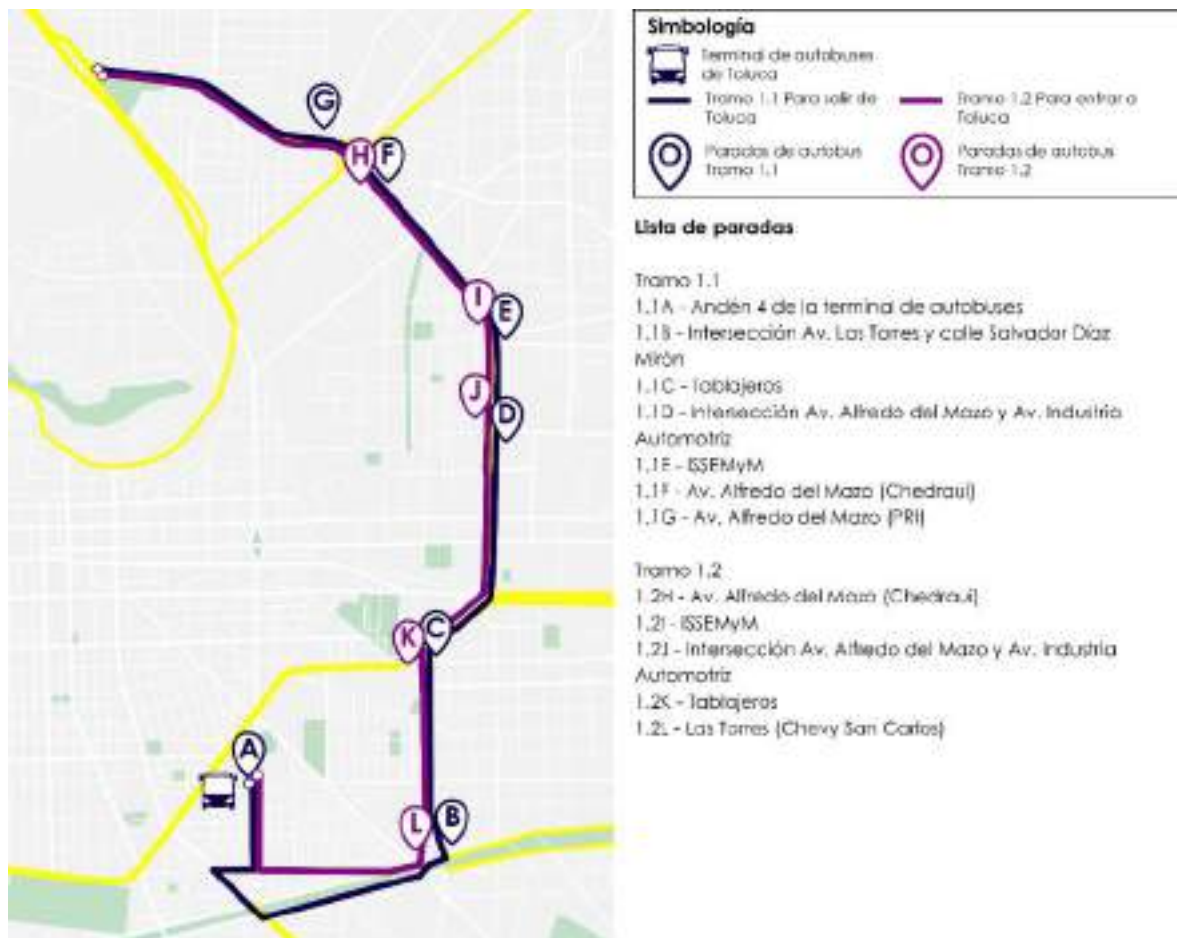 G
H F
I
E
J
D
K C
A
L B
Simbología
Terminal de autobuses
de Toluca
Tramo 1.1 Para salir de
Toluca
Tramo 1.2 Para entrar a
Toluca
Paradas de autobus
Tramo 1.1
Paradas de autobus
Tramo 1.2
Lista de paradas
Tramo 1.1
1.1A - Andén 4 de la terminal de autobuses
1.1B - Intersección Av. Las Torres y calle Salvador Díaz
Mirón
1.1C - Tablajeros
1.1D - Intersección Av. Alfredo del Mazo y Av. Industria
Automotriz
1.1E - ISSEMyM
1.1F - Av. Alfredo del Mazo (Chedraui)
1.1G - Av. Alfredo del Mazo (PRI)
Tramo 1.2
1.2H - Av. Alfredo del Mazo (Chedraui)
1.2I - ISSEMyM
1.2J - Intersección Av. Alfredo del Mazo y Av. Industria
Automotriz
1.2K - Tablajeros
1.2L - Las Torres (Chevy San Carlos)